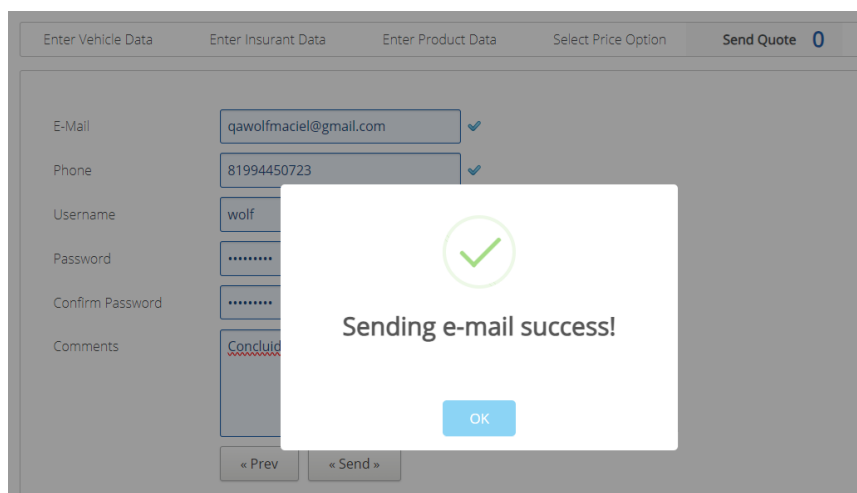 Enter Vehicle Data Enter Insurant Data Enter Product Data Select Price Option Send Quote 0
E-Mail qawolfmaciel@gmail.com
Phone 81994450723
Username wolf
Password •••••••••
Confirm Password •••••••••
Sending e-mail success!
Comments
OK
« Prev « Send »